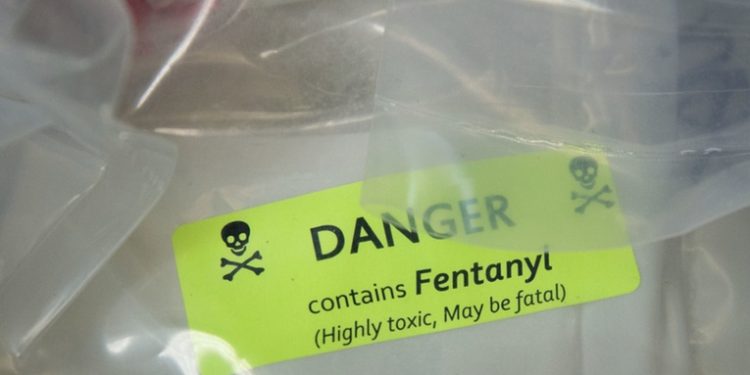 DANGER
contains Fentanyl
(Highly toxic, May be fatal)